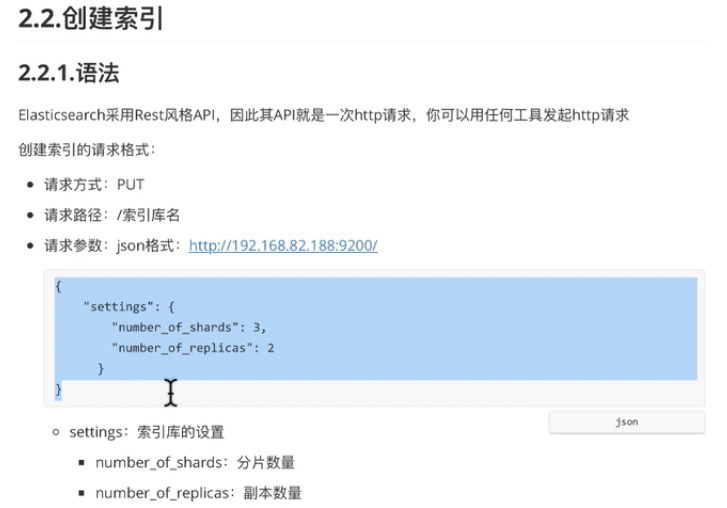 2.2.创建索引
2.2.1.语法
Elasticsearch采用Rest风格API，因此其API就是一次http请求，你可以用任何工具发起http请求
创建索引的请求格式：
请求方式：PUT
请求路径：/索引库名
请求参数：json格式：http://192.168.82.188:9200/
{
"settings": {
"number_of_shards": 3,
"number_of_replicas": 2
}
}
json
settings：索引库的设置
number_of_shards：分片数量
number_of_replicas：副本数量